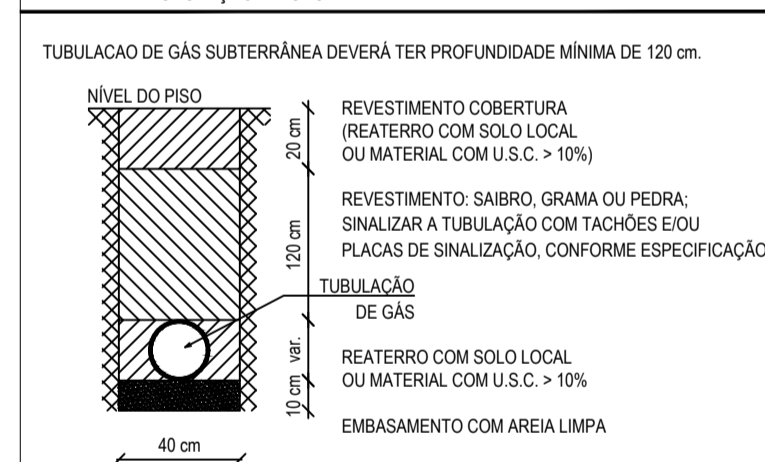 TUBULACAO DE GÁS SUBTERRÂNEA DEVERÁ TER PROFUNDIDADE MÍNIMA DE 120 cm.
NÍVEL DO PISO
20 cm
REVESTIMENTO COBERTURA
(REATERRO COM SOLO LOCAL
OU MATERIAL COM U.S.C. > 10%)
120 cm
REVESTIMENTO: SAIBRO, GRAMA OU PEDRA;
SINALIZAR A TUBULAÇÃO COM TACHÕES E/OU
PLACAS DE SINALIZAÇÃO, CONFORME ESPECIFICAÇÃO
TUBULAÇÃO
DE GÁS
var.
REATERRO COM SOLO LOCAL
OU MATERIAL COM U.S.C. > 10%
10 cm
EMBASAMENTO COM AREIA LIMPA
40 cm